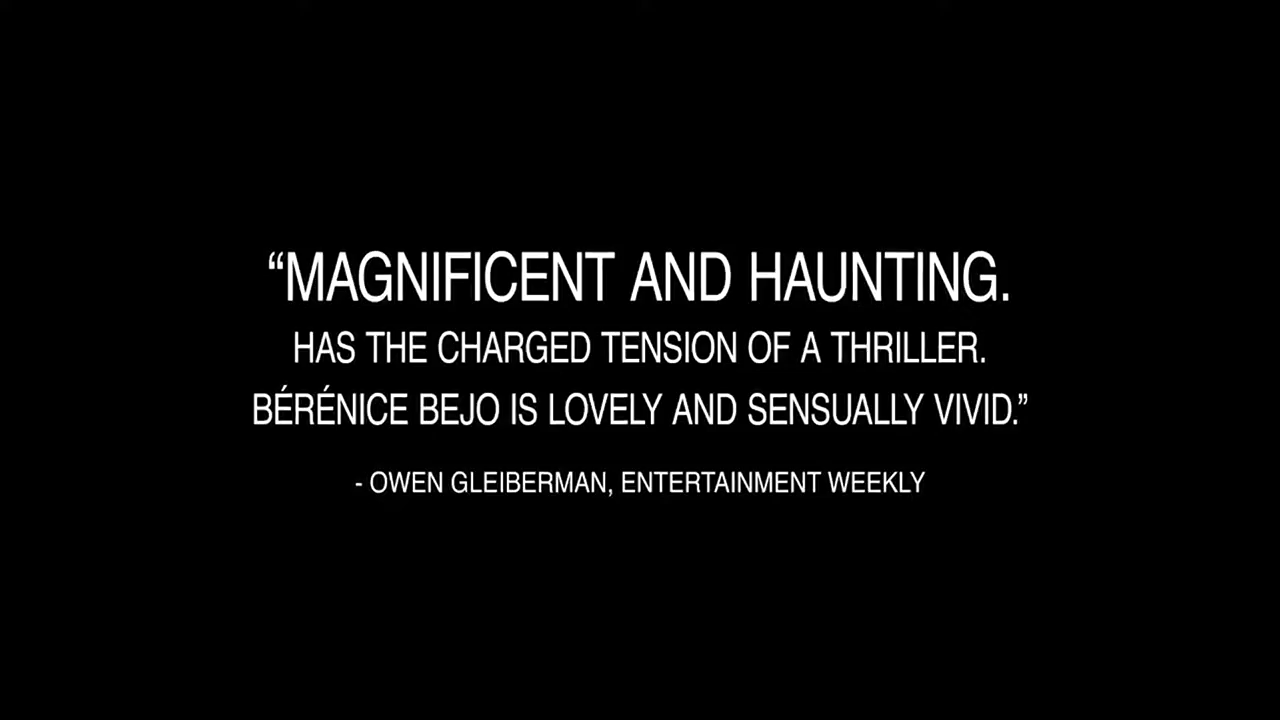 “MAGNIFICENT AND HAUNTING.
HAS THE CHARGED TENSION OF A THRILLER.
BÉRÉNICE BEJO IS LOVELY AND SENSUALLY VIVID.”
- OWEN GLEIBERMAN, ENTERTAINMENT WEEKLY